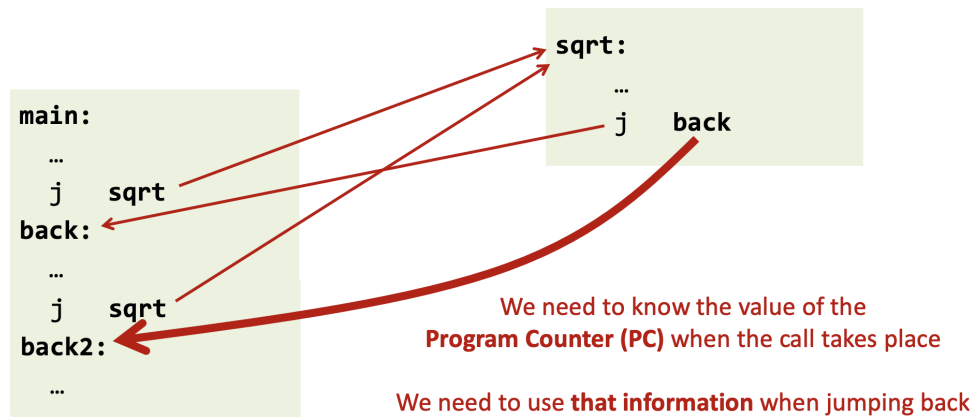 main:
…
j sqrt
back:
…
j sqrt
back2:
…
sqrt:
…
j back
We need to know the value of the
Program Counter (PC) when the call takes place
We need to use that information when jumping back